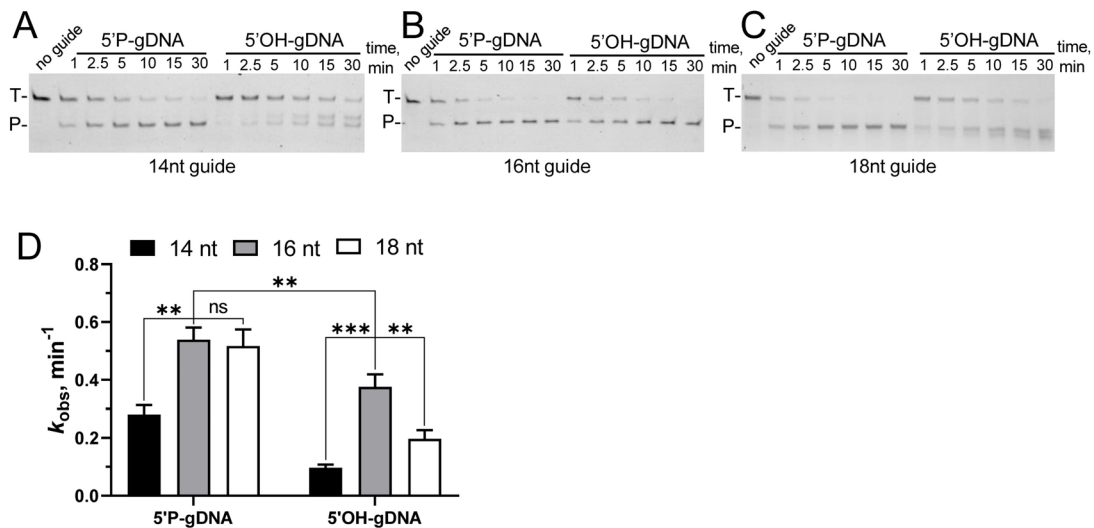 A
no guide
5'P-gDNA
5'OH-gDNA
time,
1 2.5 5 10 15 30 1 2.5 5 10 15 30 min
T-
P-
14nt guide
B
no guide
5'P-gDNA
5'OH-gDNA
time,
1 2.5 5 10 15 30 1 2.5 5 10 15 30 min
T-
P-
16nt guide
C
no guide
5'P-gDNA
5'OH-gDNA
time,
1 2.5 5 10 15 30 1 2.5 5 10 15 30 min
T-
P-
18nt guide
D
14 nt 16 nt 18 nt
kobs, min-1
0.8
0.6
0.4
0.2
0.0
** ns
**
*** **
5'P-gDNA 5'OH-gDNA